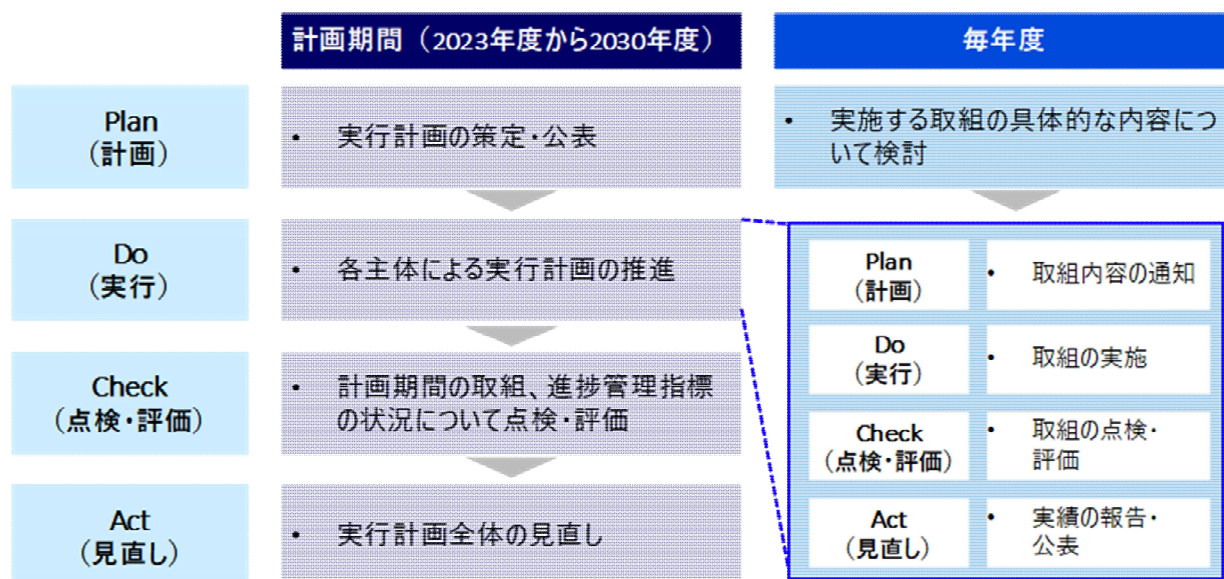 計画期間（2023年度から2030年度）
毎年度
Plan
（計画）
• 実行計画の策定・公表
• 実施する取組の具体的な内容につ
いて検討
Do
（実行）
• 各主体による実行計画の推進
Plan
（計画）
• 取組内容の通知
Do
（実行）
• 取組の実施
Check
（点検・評価）
• 計画期間の取組、進捗管理指標
の状況について点検・評価
Check
（点検・評価）
• 取組の点検・
評価
Act
（見直し）
• 実行計画全体の見直し
Act
（見直し）
• 実績の報告・
公表